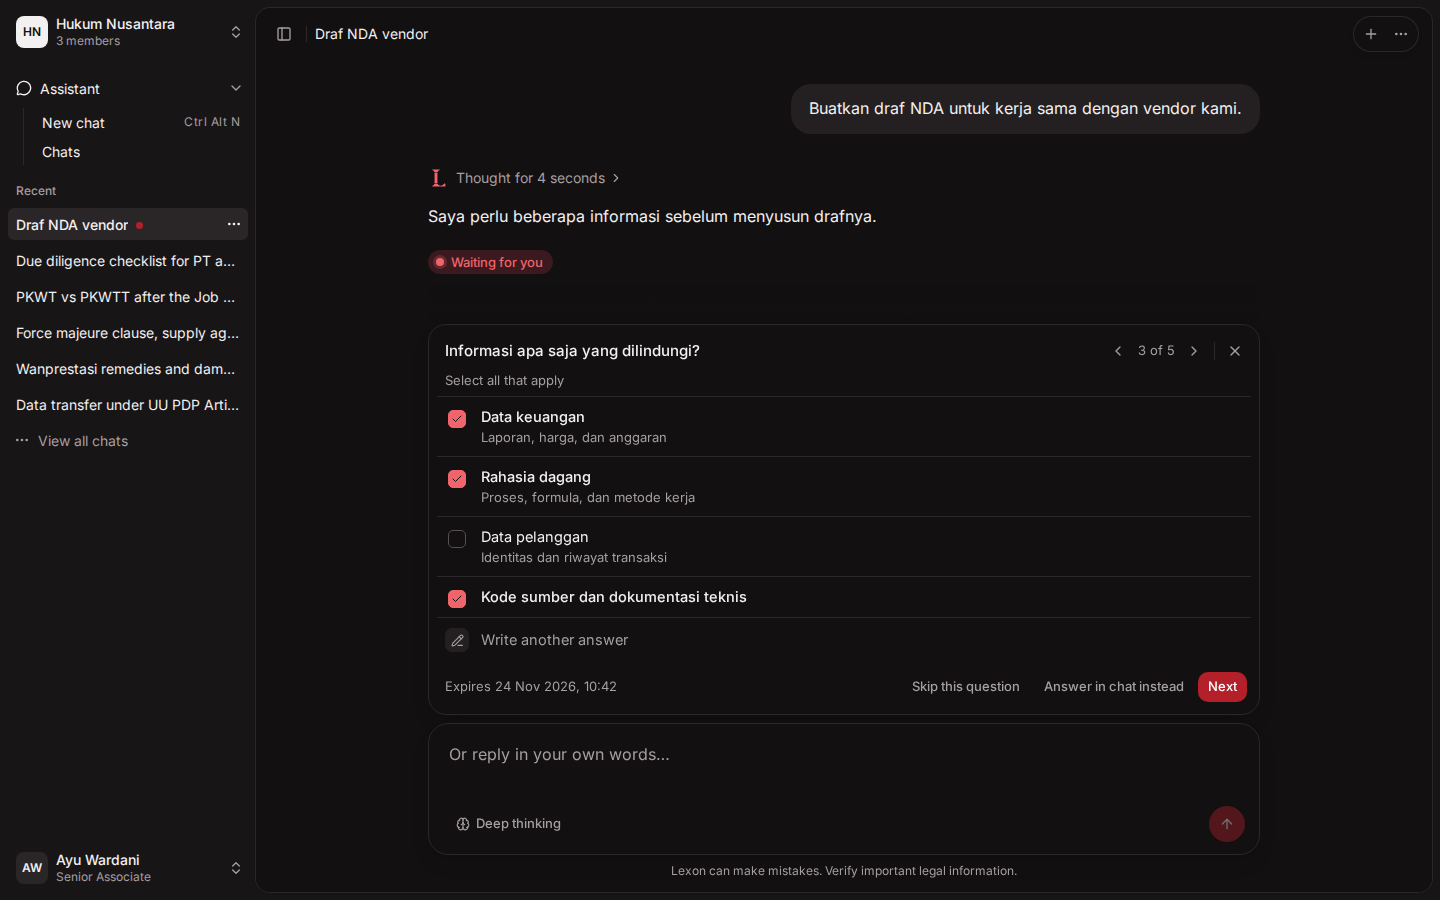 HN
Hukum Nusantara
3 members
Assistant
New chat
Ctrl Alt N
Chats
Recent
Draf NDA vendor
Due diligence checklist for PT a...
PKWT vs PKWTT after the Job ...
Force majeure clause, supply ag...
Wanprestasi remedies and dam...
Data transfer under UU PDP Arti...
View all chats
AW
Ayu Wardani
Senior Associate
Draf NDA vendor
Buatkan draf NDA untuk kerja sama dengan vendor kami.
L Thought for 4 seconds
Saya perlu beberapa informasi sebelum menyusun drafnya.
Waiting for you
Informasi apa saja yang dilindungi?
3 of 5
Select all that apply
Data keuangan
Laporan, harga, dan anggaran
Rahasia dagang
Proses, formula, dan metode kerja
Data pelanggan
Identitas dan riwayat transaksi
Kode sumber dan dokumentasi teknis
Write another answer
Expires 24 Nov 2026, 10:42
Skip this question
Answer in chat instead
Next
Or reply in your own words...
Deep thinking
Lexon can make mistakes. Verify important legal information.